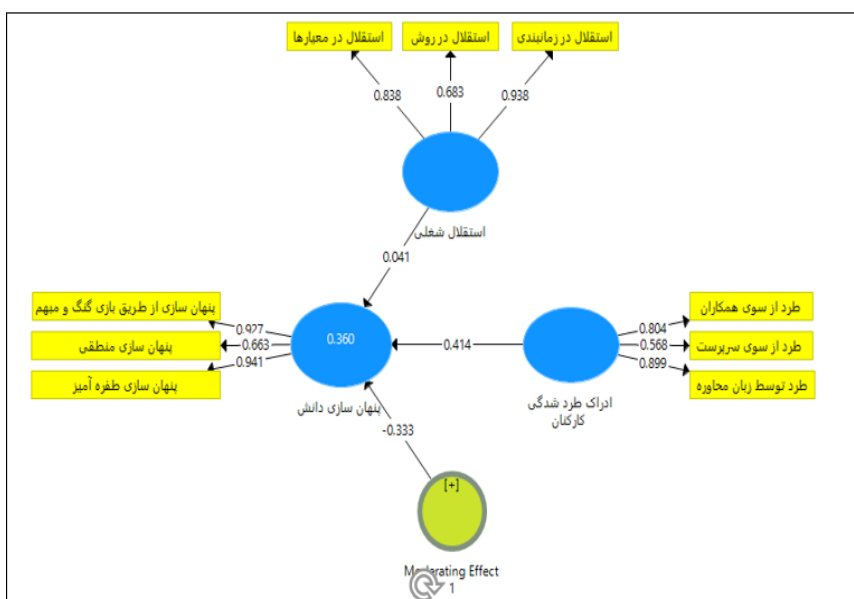 استقلال در زمانبندی
استقلال در روش
استقلال در معیارها
0.838
0.683
0.938
استقلال شغلی
0.041
پنهان سازی از طریق بازی گنگ و مبهم
پنهان سازی منطقی
پنهان سازی طفره آمیز
0.927
0.663
0.941
0.360
پنهان سازی دانش
0.414
طرد از سوی همکاران
طرد از سوی سرپرست
طرد توسط زبان محاوره
0.804
0.568
0.899
ادراک طرد شدگی
کارکنان
-0.333
[+]
Moderating Effect
1